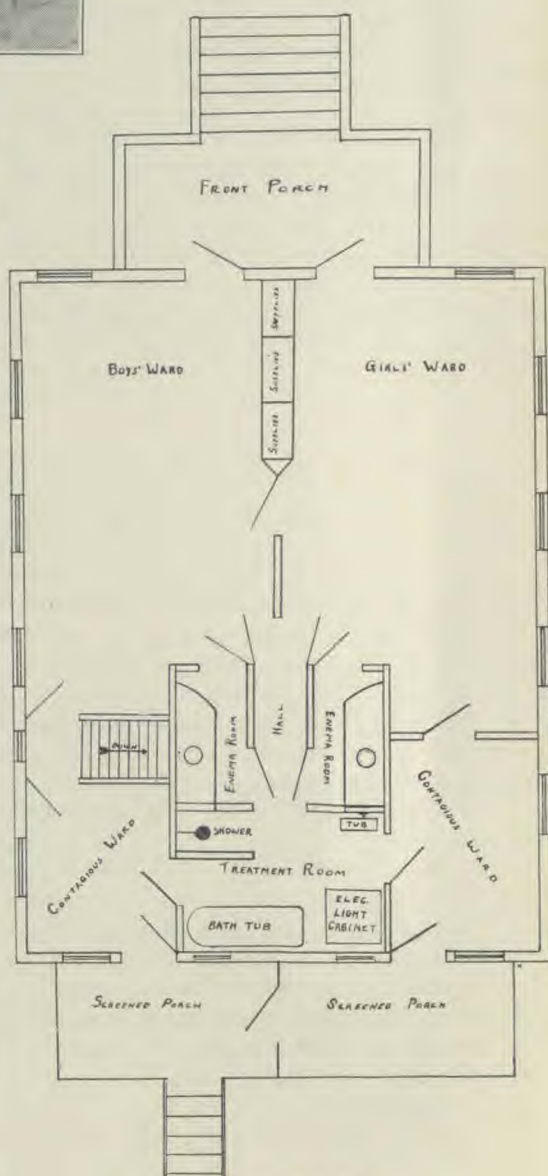 FRONT PORCH
SUPPLIES
BOYS' WARD
GIRLS' WARD
SUPPLIES
SUPPLIES
ENEMA ROOM
HALL
ENEMA ROOM
DOWN
CONTAGIOUS WARD
SHOWER
TUB
CONTAGIOUS WARD
TREATMENT ROOM
BATH TUB
ELEC.
LIGHT
CABINET
SCREENED PORCH
SCREENED PORCH